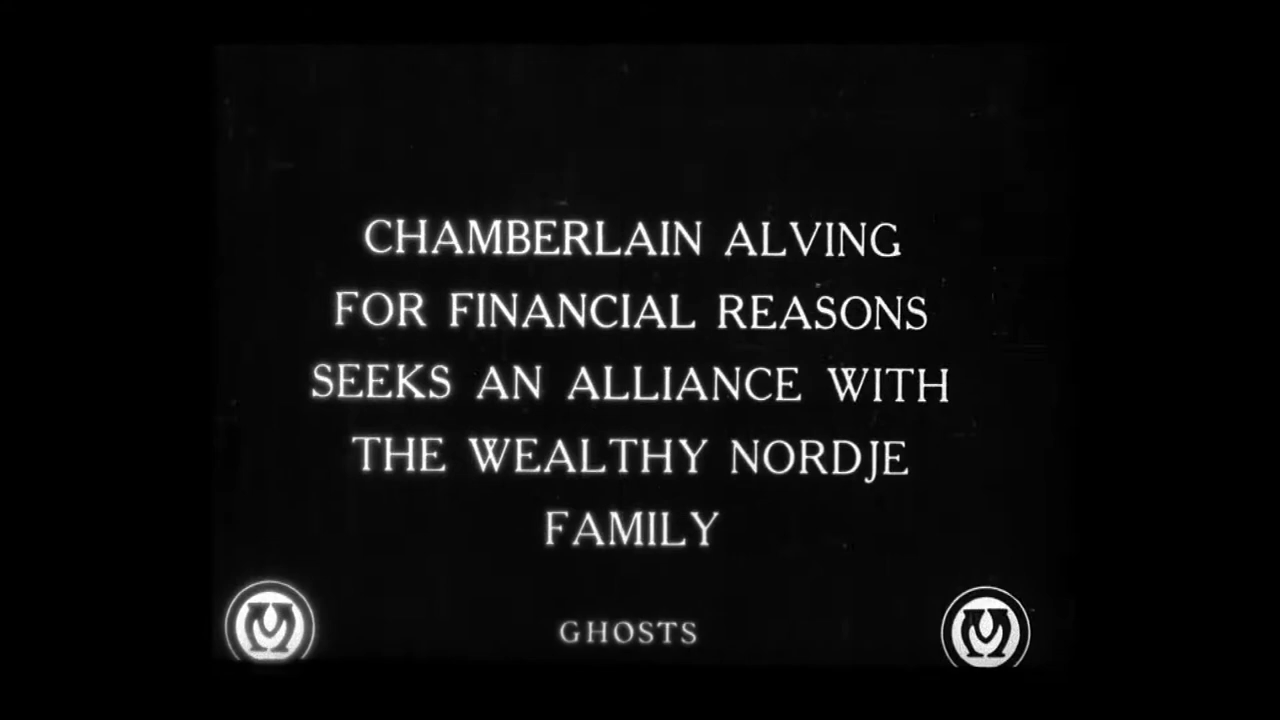 CHAMBERLAIN ALVING
FOR FINANCIAL REASONS
SEEKS AN ALLIANCE WITH
THE WEALTHY NORDJE
FAMILY
GHOSTS